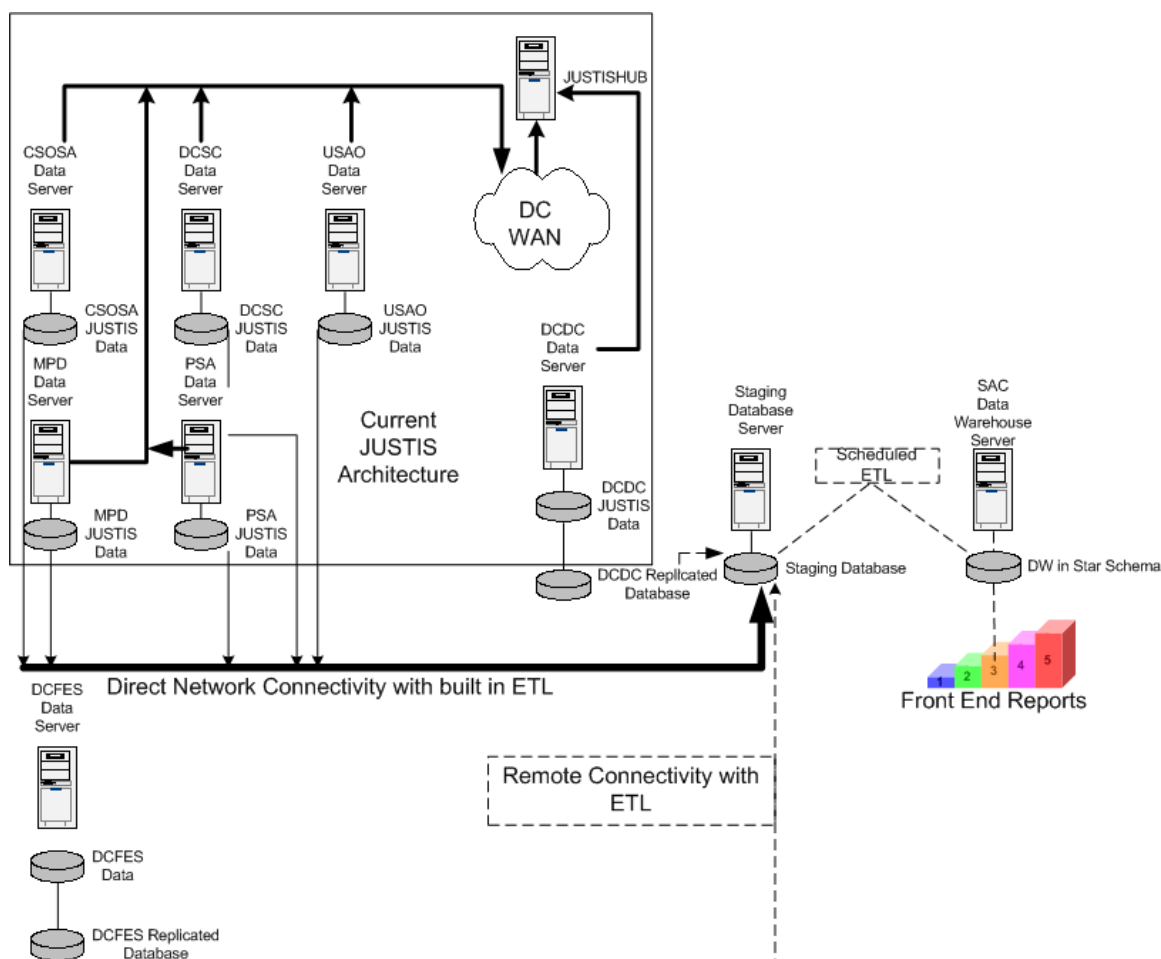 JUSTISHUB
CSOSA
Data
Server
DCSC
Data
Server
USAO
Data
Server
DC
WAN
CSOSA
JUSTIS
Data
DCSC
JUSTIS
Data
USAO
JUSTIS
Data
DCDC
Data
Server
MPD
Data
Server
PSA
Data
Server
Current
JUSTIS
Architecture
Staging
Database
Server
SAC
Data
Warehouse
Server
Scheduled
ETL
MPD
JUSTIS
Data
PSA
JUSTIS
Data
DCDC
JUSTIS
Data
DCDC Replicated
Database
Staging Database
DW in Star Schema
1
2
3
4
5
Front End Reports
Direct Network Connectivity with built in ETL
DCFES
Data
Server
Remote Connectivity with
ETL
DCFES
Data
DCFES Replicated
Database